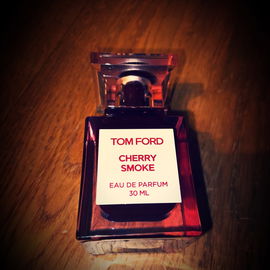 TOM FORD
CHERRY
SMOKE
EAU DE PARFUM
30 ML